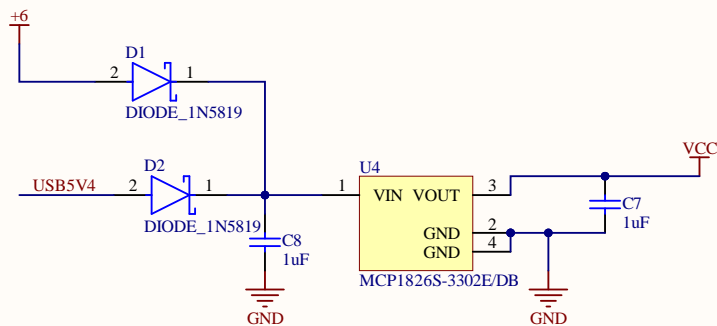 +6
D1
2 1
DIODE_1N5819
D2
USB5V4 2 1
DIODE_1N5819
C8
1uF
GND
U4
1 VIN VOUT 3
GND 2
GND 4
MCP1826S-3302E/DB
VCC
C7
1uF
GND